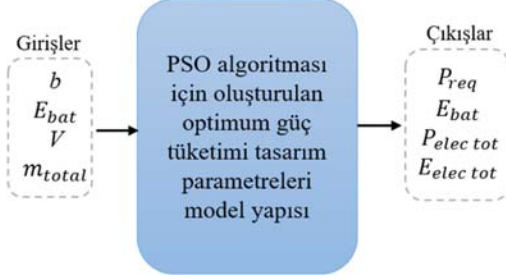 Girişler
b
E_bat
V
m_total
PSO algoritması
için oluşturulan
optimum güç
tüketimi tasarım
parametreleri
model yapısı
Çıkışlar
P_req
E_bat
P_elec tot
E_elec tot